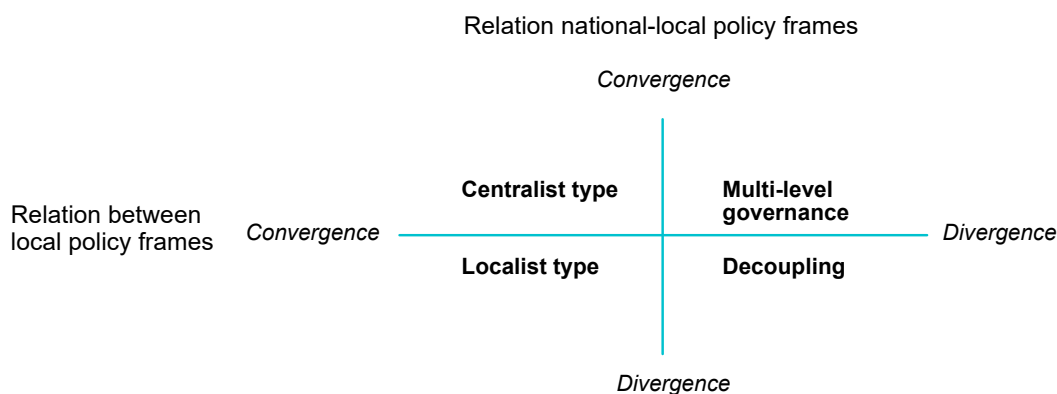 Relation national-local policy frames
Convergence
Centralist type
Multi-level
governance
Relation between
local policy frames
Convergence
Divergence
Localist type
Decoupling
Divergence